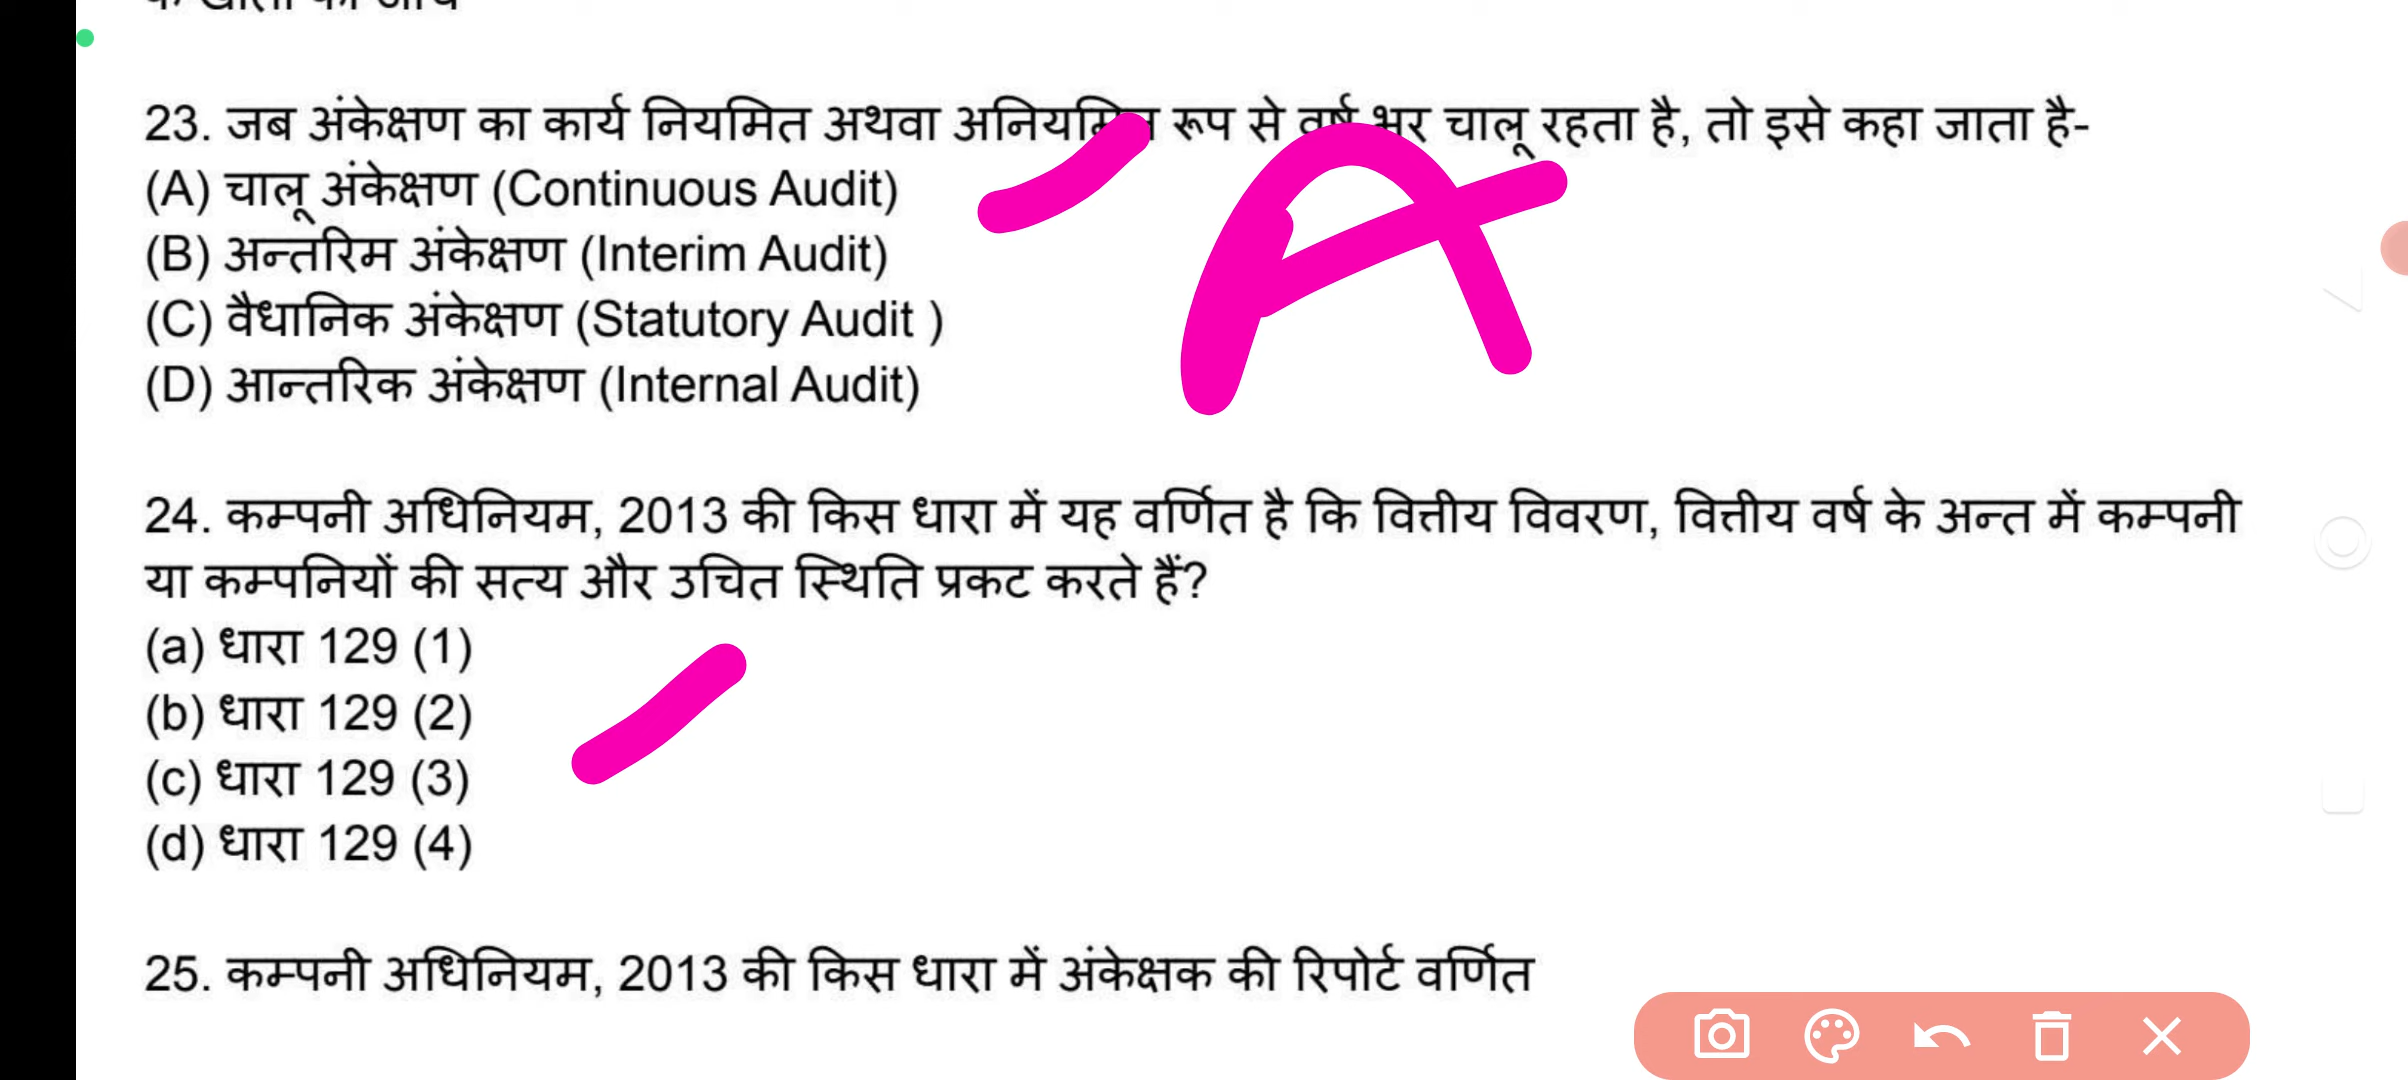 23. जब अंकेक्षण का कार्य नियमित अथवा अनियमित रूप से वर्ष भर चालू रहता है, तो इसे कहा जाता है-
(A) चालू अंकेक्षण (Continuous Audit)
(B) अन्तरिम अंकेक्षण (Interim Audit)
(C) वैधानिक अंकेक्षण (Statutory Audit )
(D) आन्तरिक अंकेक्षण (Internal Audit)
A
24. कम्पनी अधिनियम, 2013 की किस धारा में यह वर्णित है कि वित्तीय विवरण, वित्तीय वर्ष के अन्त में कम्पनी
या कम्पनियों की सत्य और उचित स्थिति प्रकट करते हैं?
(a) धारा 129 (1)
(b) धारा 129 (2)
(c) धारा 129 (3)
(d) धारा 129 (4)
25. कम्पनी अधिनियम, 2013 की किस धारा में अंकेक्षक की रिपोर्ट वर्णित